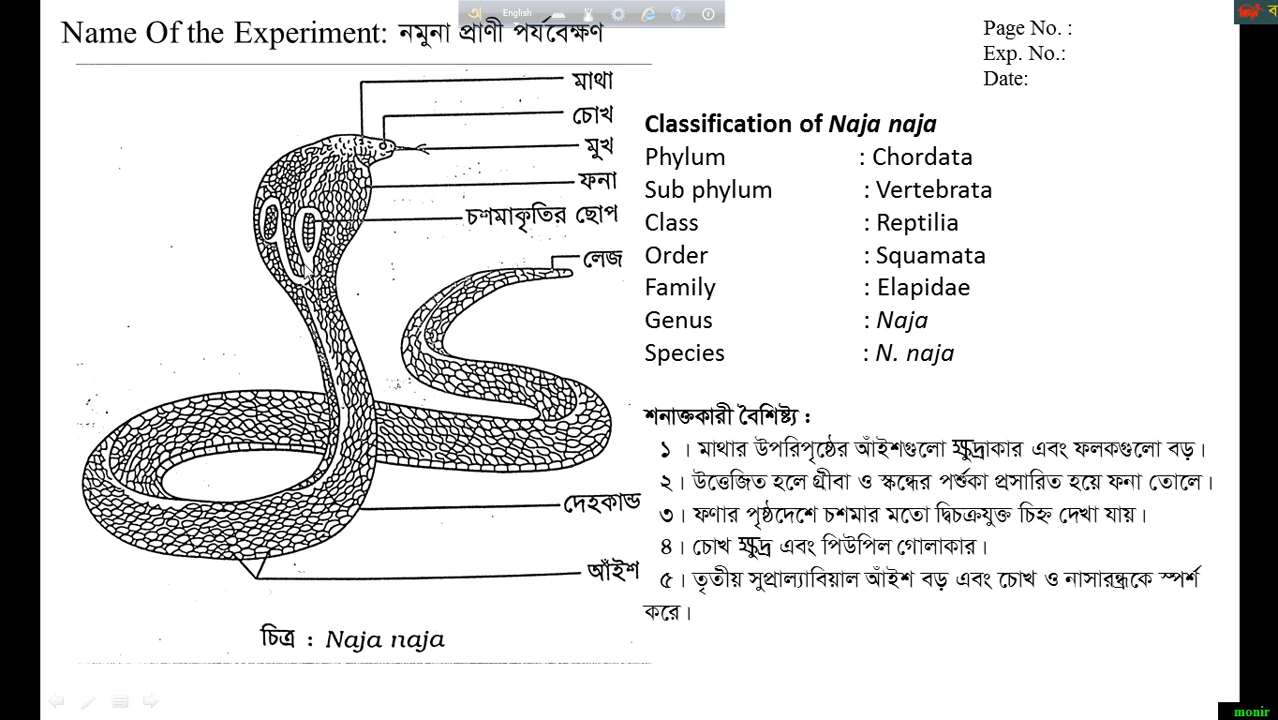 English
Name Of the Experiment: নমুনা প্রাণী পর্যবেক্ষণ
Page No. :
Exp. No.:
Date:
মাথা
চোখ
মুখ
ফনা
চশমাকৃতির ছোপ
লেজ
দেহকান্ড
আঁইশ
চিত্র : Naja naja
Classification of Naja naja
Phylum : Chordata
Sub phylum : Vertebrata
Class : Reptilia
Order : Squamata
Family : Elapidae
Genus : Naja
Species : N. naja
শনাক্তকারী বৈশিষ্ট্য :
১ । মাথার উপরিপৃষ্ঠের আঁইশগুলো ক্ষুদ্রাকার এবং ফলকগুলো বড়।
২। উত্তেজিত হলে গ্রীবা ও স্কন্ধের পর্শুকা প্রসারিত হয়ে ফনা তোলে।
৩। ফণার পৃষ্ঠদেশে চশমার মতো দ্বিচক্রযুক্ত চিহ্ন দেখা যায়।
৪। চোখ ক্ষুদ্র এবং পিউপিল গোলাকার।
৫। তৃতীয় সুপ্রাল্যাবিয়াল আঁইশ বড় এবং চোখ ও নাসারন্ধ্রকে স্পর্শ
করে।
monir